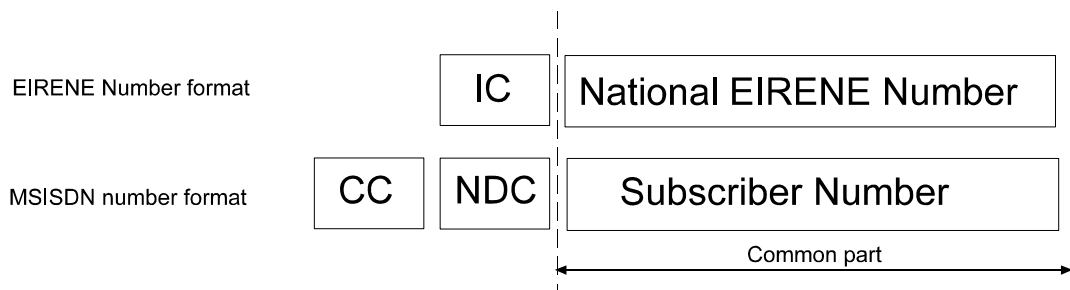 EIRENE Number format
IC
National EIRENE Number
MSISDN number format
CC
NDC
Subscriber Number
Common part